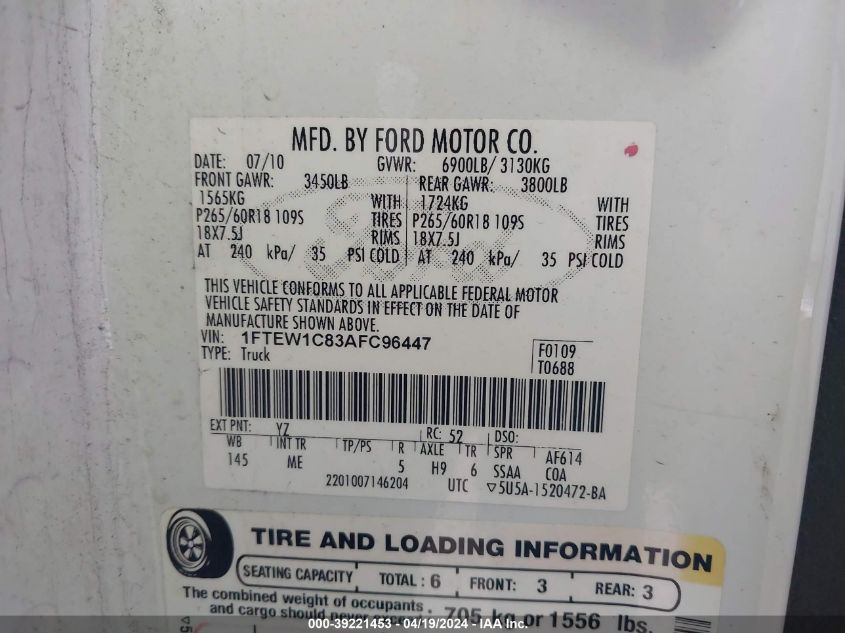 MFD. BY FORD MOTOR CO.
DATE: 07/10 GVWR: 6900LB/ 3130KG
FRONT GAWR: 3450LB REAR GAWR: 3800LB
1565KG WITH 1724KG WITH
P265/60R18 109S TIRES P265/60R18 109S TIRES
18X7.5J RIMS 18X7.5J RIMS
AT 240 kPa/ 35 PSI COLD AT 240 kPa/ 35 PSI COLD
THIS VEHICLE CONFORMS TO ALL APPLICABLE FEDERAL MOTOR
VEHICLE SAFETY STANDARDS IN EFFECT ON THE DATE OF
MANUFACTURE SHOWN ABOVE.
VIN: 1FTEW1C83AFC96447 F0109
TYPE: Truck T0688
EXT PNT: YZ RC: 52 DSO:
WB INT TR TP/PS R AXLE TR SPR AF614
145 ME 5 H9 6 SSAA COA
2201007146204 UTC ▽5U5A-1520472-BA
TIRE AND LOADING INFORMATION
SEATING CAPACITY TOTAL : 6 FRONT: 3 REAR: 3
The combined weight of occupants
and cargo should never 705 kg or 1556 lbs.
000-39221453 - 04/19/2024 - IAA Inc.